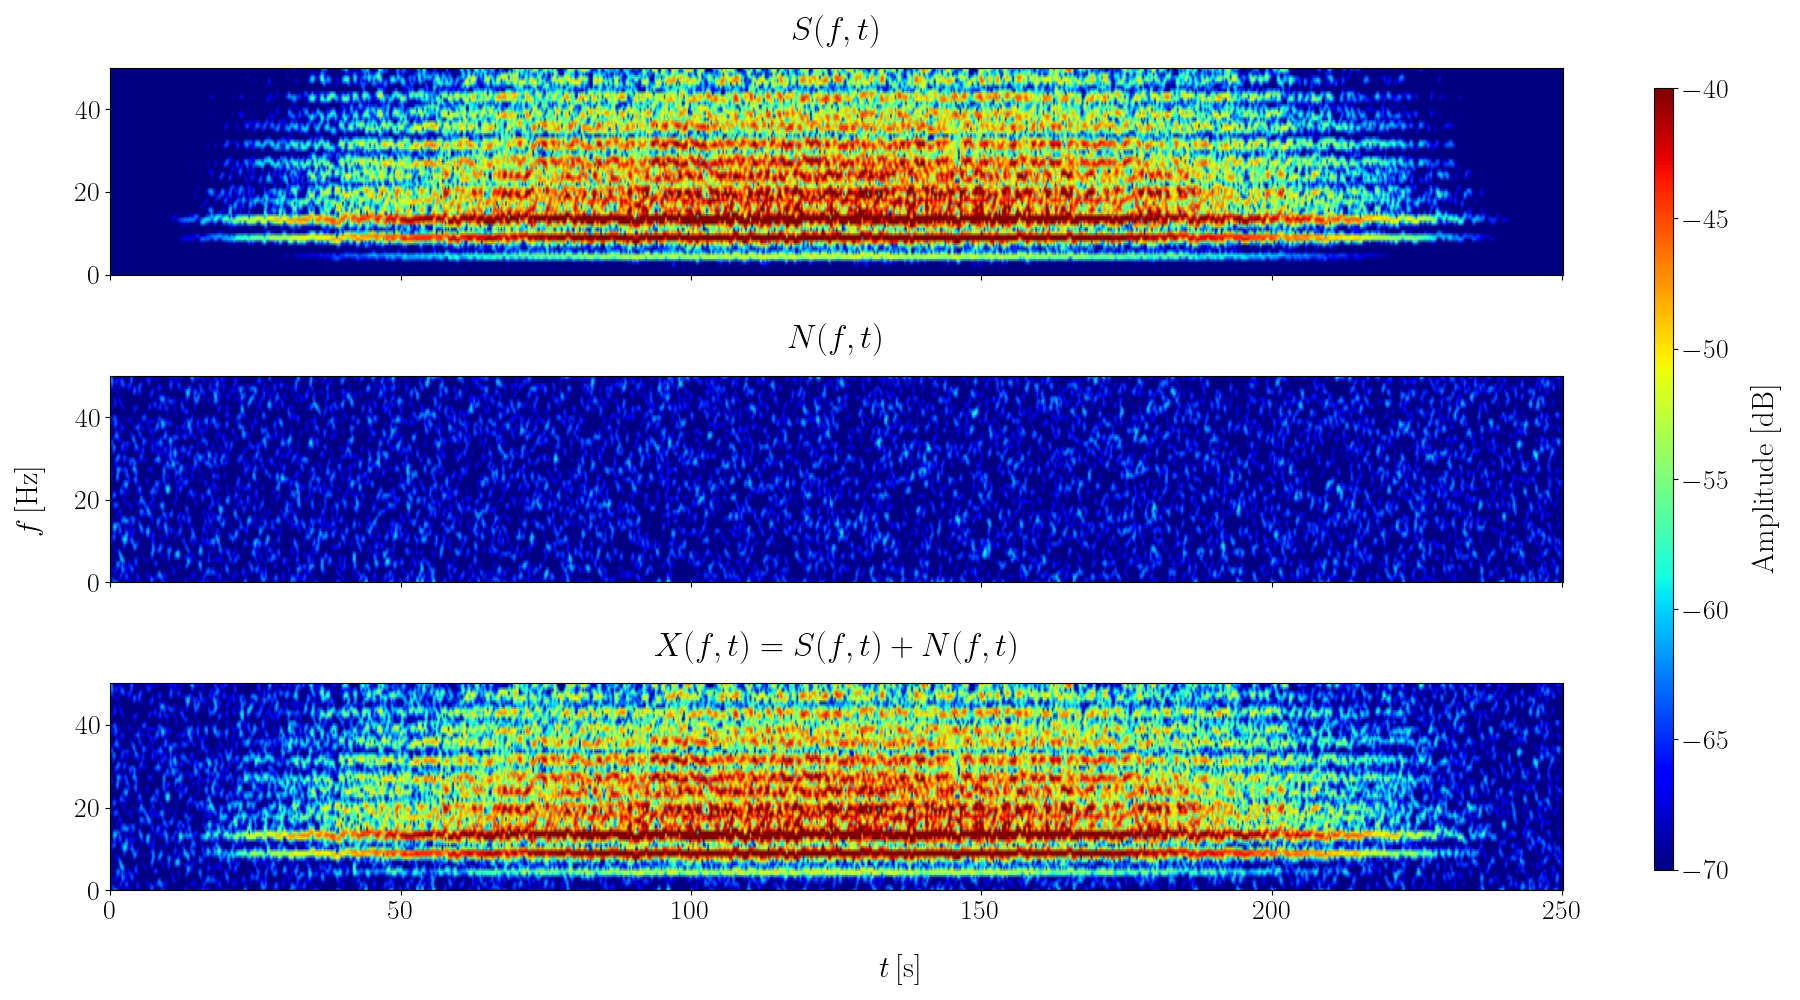 S(f, t)
40
20
0
N(f, t)
40
20
0
f [Hz]
X(f, t) = S(f, t) + N(f, t)
40
20
0
0 50 100 150 200 250
t [s]
−40
−45
−50
−55
−60
−65
−70
Amplitude [dB]